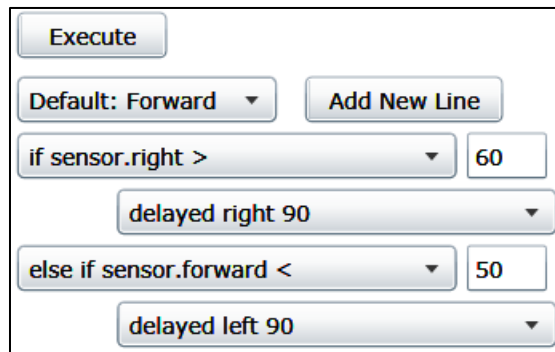 Execute
Default: Forward Add New Line
if sensor.right > 60
delayed right 90
else if sensor.forward < 50
delayed left 90